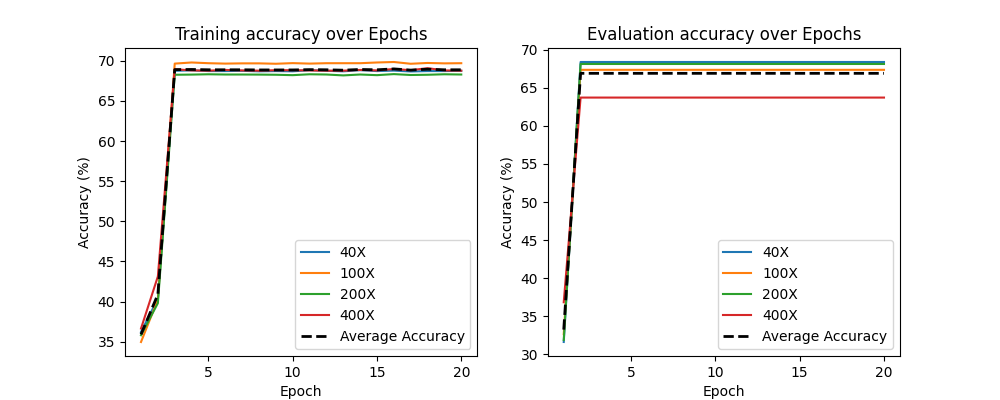 Training accuracy over Epochs
Accuracy (%)
70
65
60
55
50
45
40
35
5
10
15
20
Epoch
40X
100X
200X
400X
Average Accuracy
Evaluation accuracy over Epochs
Accuracy (%)
70
65
60
55
50
45
40
35
30
5
10
15
20
Epoch
40X
100X
200X
400X
Average Accuracy